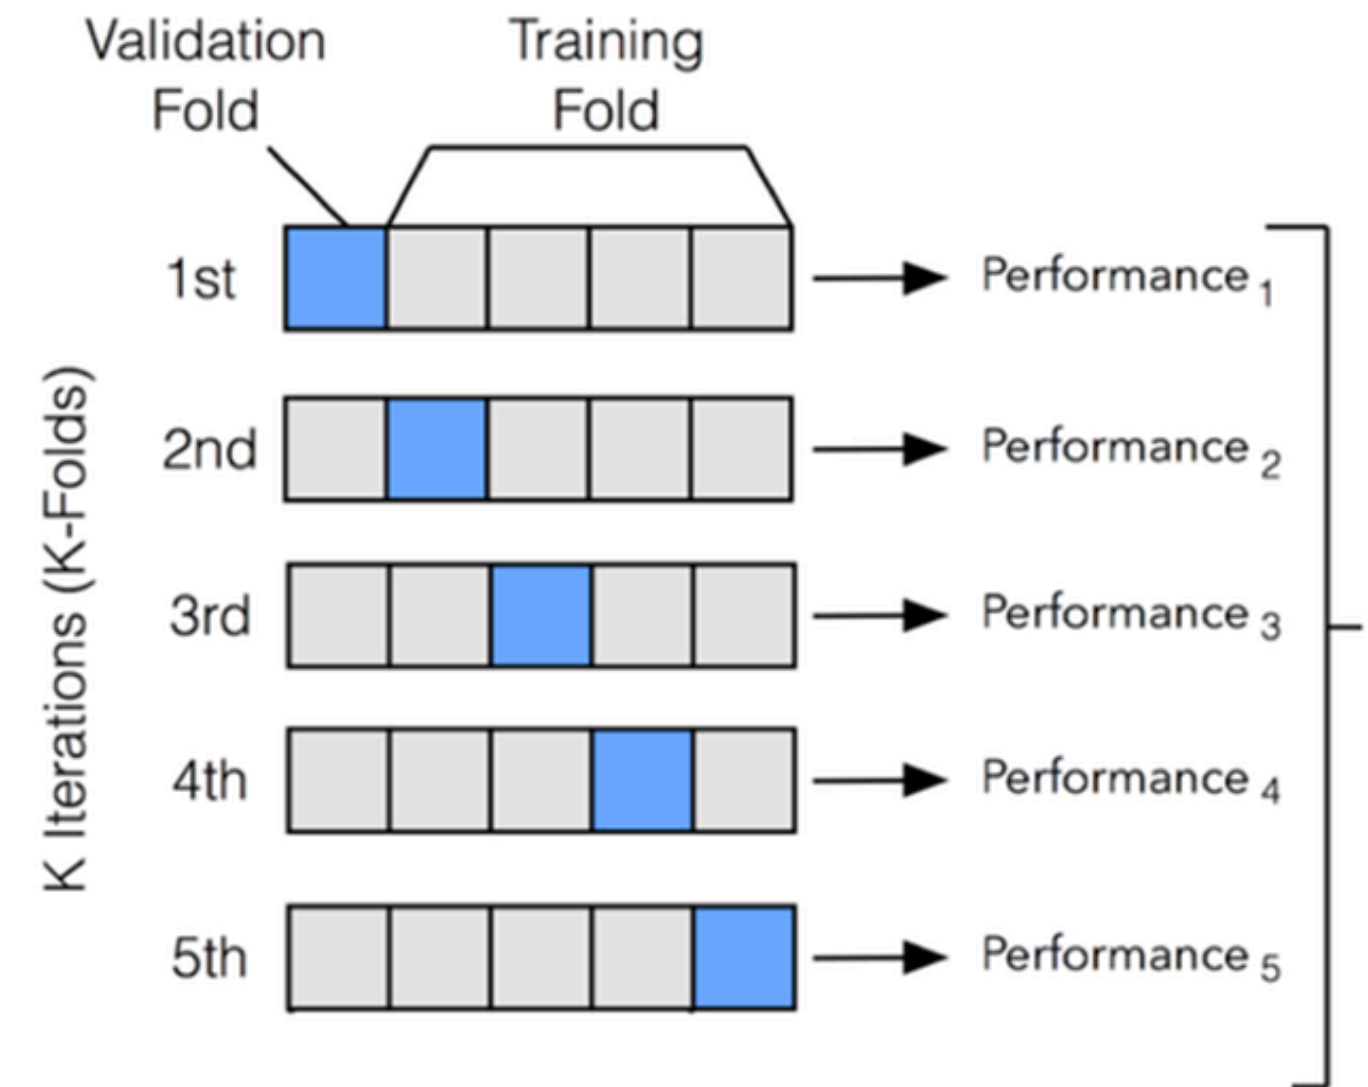 Validation
Fold
Training
Fold
K Iterations (K-Folds)
1st
Performance 1
2nd
Performance 2
3rd
Performance 3
4th
Performance 4
5th
Performance 5